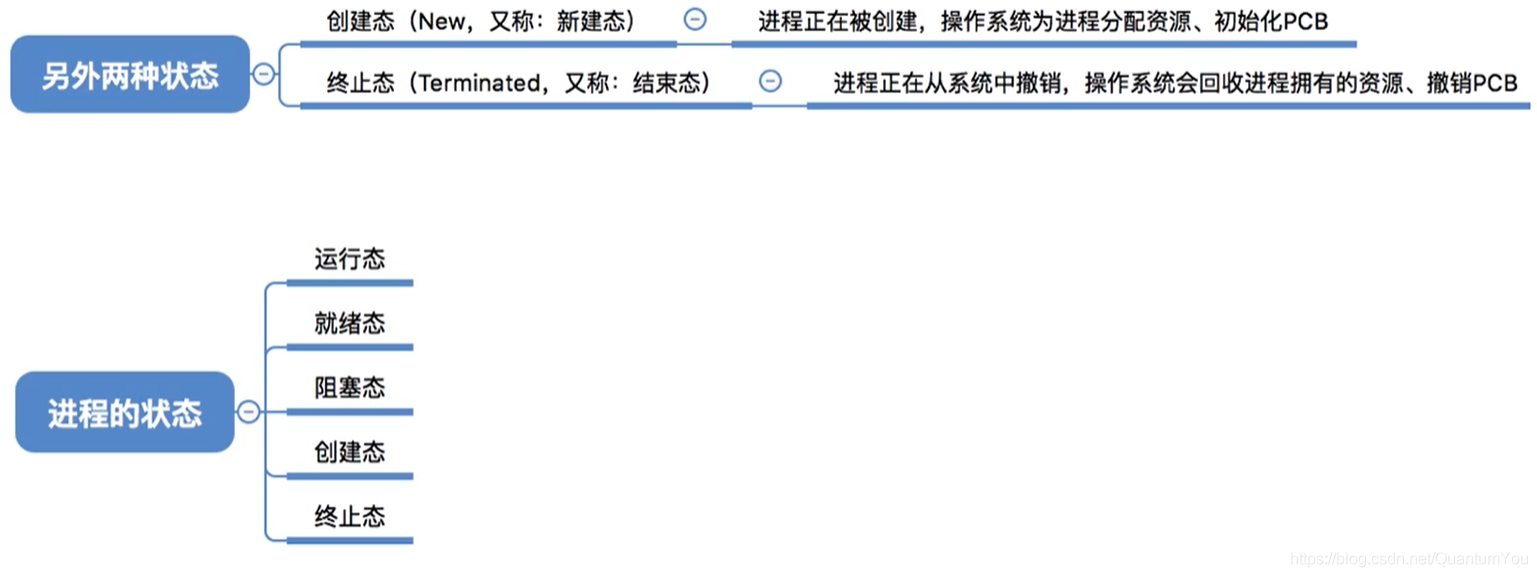 创建态（New，又称：新建态）
进程正在被创建，操作系统为进程分配资源、初始化PCB
另外两种状态
终止态（Terminated，又称：结束态）
进程正在从系统中撤销，操作系统会回收进程拥有的资源、撤销PCB
运行态
就绪态
阻塞态
进程的状态
创建态
终止态
https://blog.csdn.net/QuantumYou